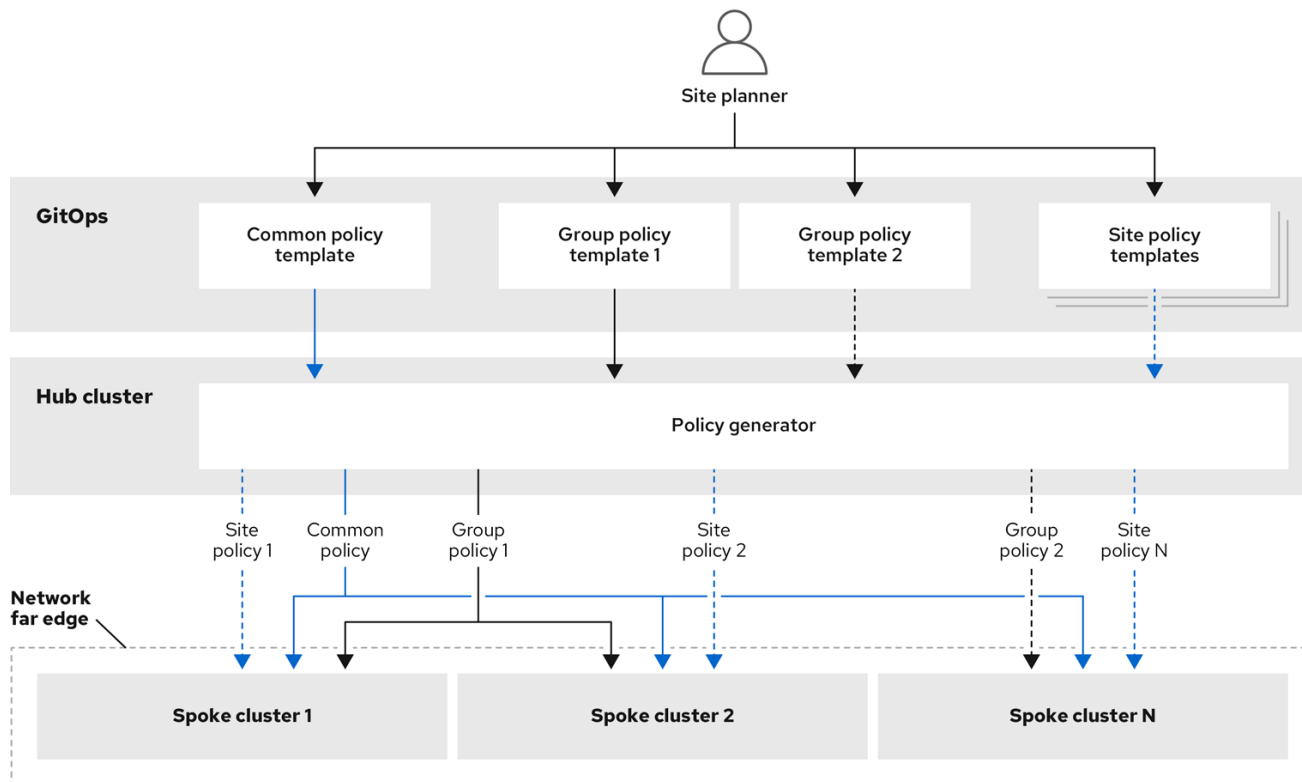 Site planner
GitOps
Common policy
template
Group policy
template 1
Group policy
template 2
Site policy
templates
Hub cluster
Policy generator
Site
policy 1
Common
policy
Group
policy 1
Site
policy 2
Group
policy 2
Site
policy N
Network
far edge
Spoke cluster 1
Spoke cluster 2
Spoke cluster N